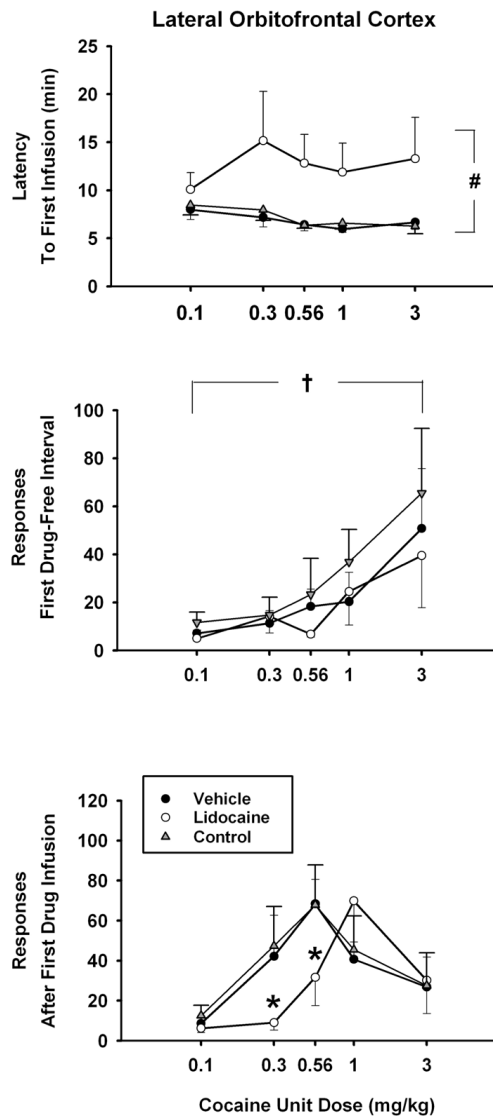 Lateral Orbitofrontal Cortex
Latency
To First Infusion (min)
25
20
15
10
5
0
#
0.1 0.3 0.56 1 3
†
Responses
First Drug-Free Interval
100
80
60
40
20
0
0.1 0.3 0.56 1 3
Responses
After First Drug Infusion
120
100
80
60
40
20
0
Vehicle
Lidocaine
Control
*
*
0.1 0.3 0.56 1 3
Cocaine Unit Dose (mg/kg)